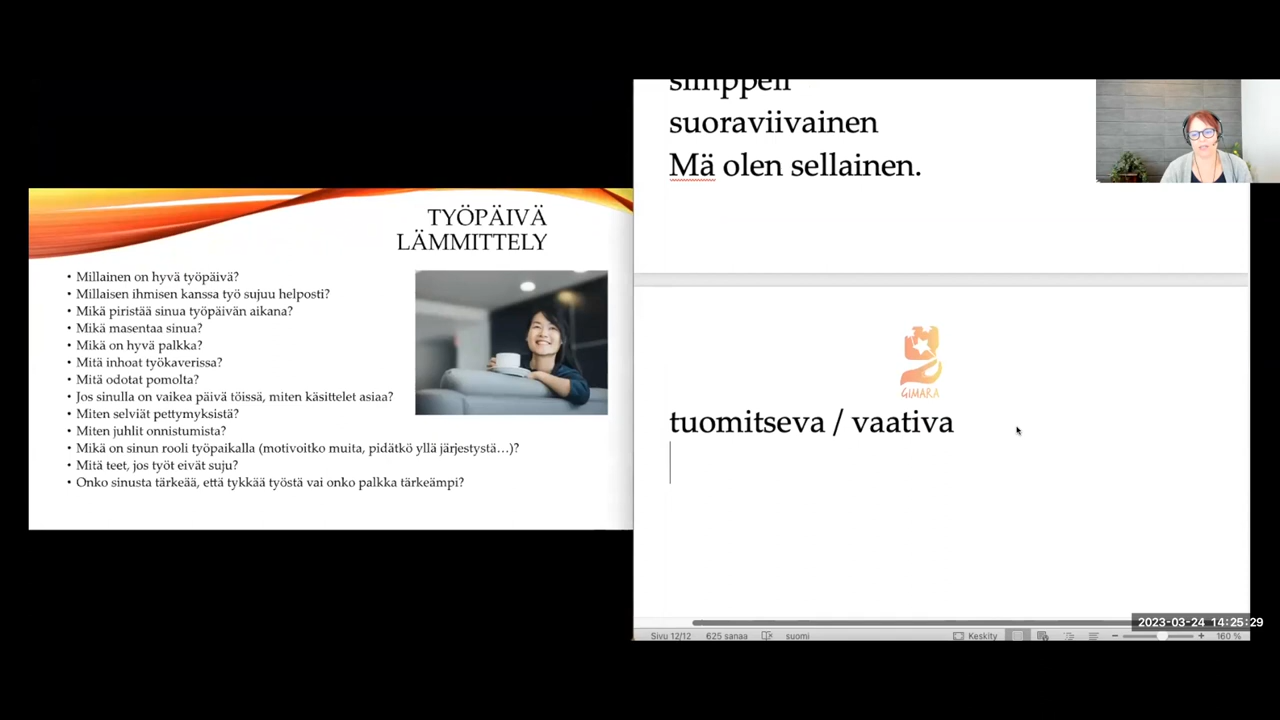 TYÖPÄIVÄ
LÄMMITTELY
• Millainen on hyvä työpäivä?
• Millaisen ihmisen kanssa työ sujuu helposti?
• Mikä piristää sinua työpäivän aikana?
• Mikä masentaa sinua?
• Mikä on hyvä palkka?
• Mitä inhoat työkaverissa?
• Mitä odotat pomolta?
• Jos sinulla on vaikea päivä töissä, miten käsittelet asiaa?
• Miten selviät pettymyksistä?
• Miten juhlit onnistumista?
• Mikä on sinun rooli työpaikalla (motivoitko muita, pidätkö yllä järjestystä...)?
• Mitä teet, jos työt eivät suju?
• Onko sinusta tärkeää, että tykkää työstä vai onko palkka tärkeämpi?
simppeli
suoraviivainen
Mä olen sellainen.
GIMARA
tuomitseva / vaativa
2023-03-24 14:25:29
Sivu 12/12 625 sanaa suomi Keskity 160 %